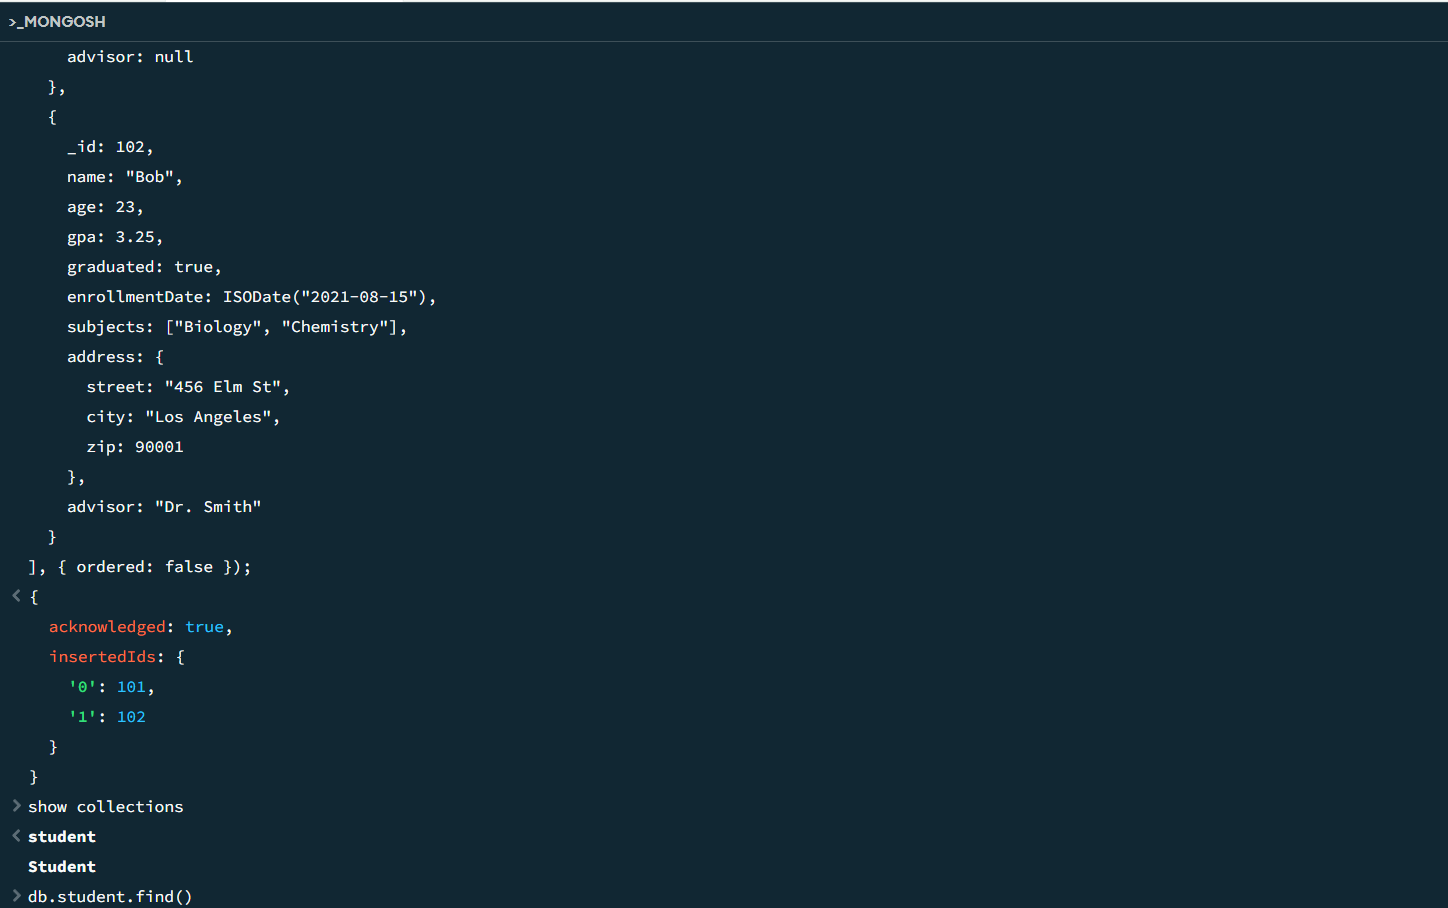 >_MONGOSH
advisor: null
},
{
_id: 102,
name: "Bob",
age: 23,
gpa: 3.25,
graduated: true,
enrollmentDate: ISODate("2021-08-15"),
subjects: ["Biology", "Chemistry"],
address: {
street: "456 Elm St",
city: "Los Angeles",
zip: 90001
},
advisor: "Dr. Smith"
}
], { ordered: false });
< {
acknowledged: true,
insertedIds: {
'0': 101,
'1': 102
}
}
> show collections
< student
Student
> db.student.find()